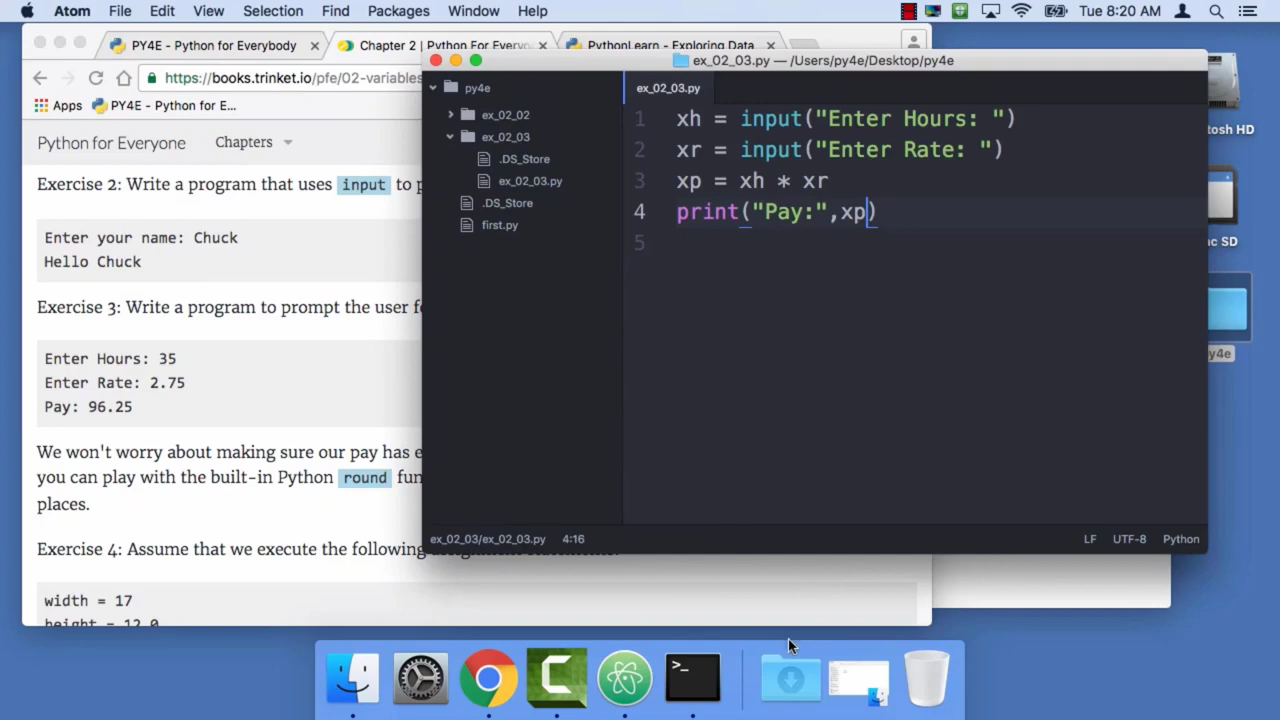 Atom File Edit View Selection Find Packages Window Help Tue 8:20 AM
PY4E - Python for Everybody Chapter 2 | Python For Everyo PythonLearn - Exploring Data
https://books.trinket.io/pfe/02-variables
Apps PY4E - Python for E...
Python for Everyone Chapters
Exercise 2: Write a program that uses input to p
Enter your name: Chuck
Hello Chuck
Exercise 3: Write a program to prompt the user f
Enter Hours: 35
Enter Rate: 2.75
Pay: 96.25
We won't worry about making sure our pay has e
you can play with the built-in Python round fun
places.
Exercise 4: Assume that we execute the following
width = 17
height = 12.0
ex_02_03.py — /Users/py4e/Desktop/py4e
py4e
ex_02_02
ex_02_03
.DS_Store
ex_02_03.py
.DS_Store
first.py
ex_02_03.py
1 xh = input("Enter Hours: ")
2 xr = input("Enter Rate: ")
3 xp = xh * xr
4 print("Pay:",xp)
5
ex_02_03/ex_02_03.py 4:16 LF UTF-8 Python
tosh HD
c SD
y4e
>_